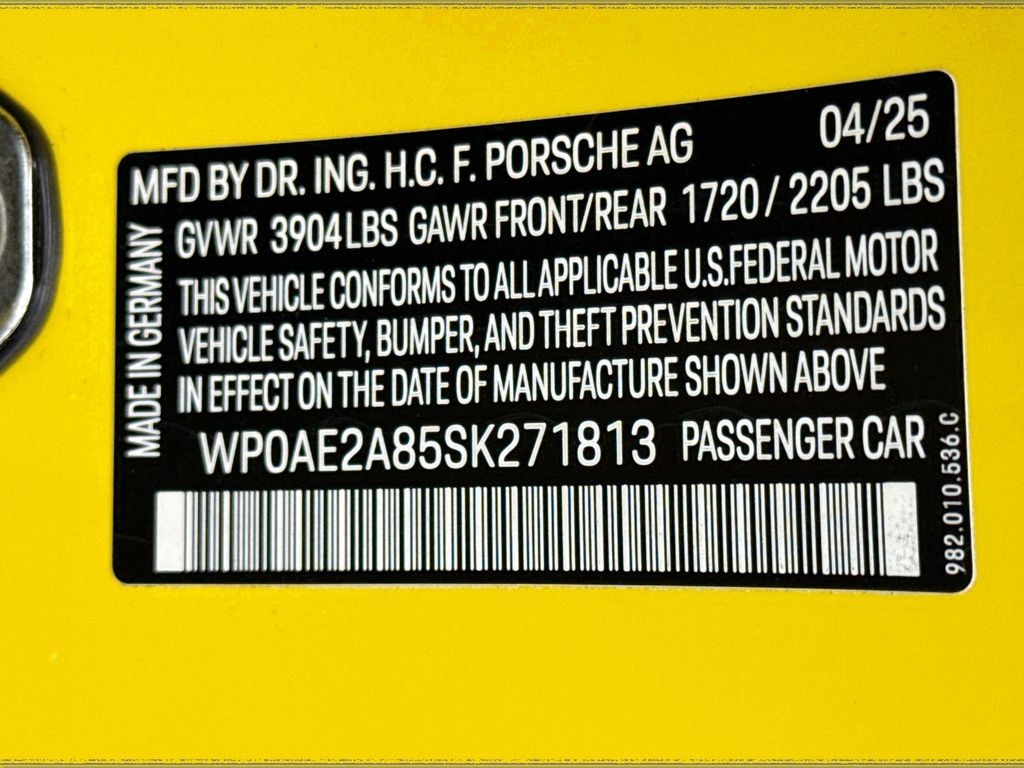 MFD BY DR. ING. H.C. F. PORSCHE AG 04/25
GVWR 3904 LBS GAWR FRONT/REAR 1720 / 2205 LBS
THIS VEHICLE CONFORMS TO ALL APPLICABLE U.S.FEDERAL MOTOR
VEHICLE SAFETY, BUMPER, AND THEFT PREVENTION STANDARDS
IN EFFECT ON THE DATE OF MANUFACTURE SHOWN ABOVE
WP0AE2A85SK271813 PASSENGER CAR
MADE IN GERMANY
982.010.536.C